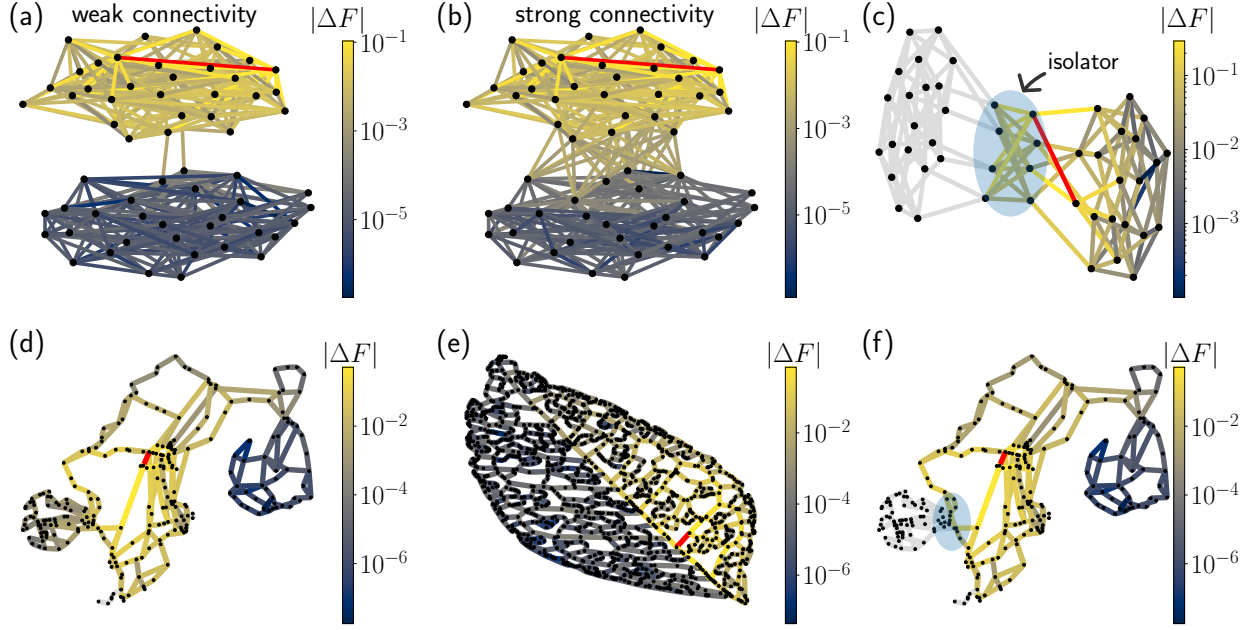 (a) weak connectivity |ΔF|
10⁻¹
10⁻³
10⁻⁵
(b) strong connectivity |ΔF|
10⁻¹
10⁻³
10⁻⁵
(c) |ΔF|
isolator
10⁻¹
10⁻²
10⁻³
(d) |ΔF|
10⁻²
10⁻⁴
10⁻⁶
(e) |ΔF|
10⁻²
10⁻⁴
10⁻⁶
(f) |ΔF|
10⁻²
10⁻⁴
10⁻⁶